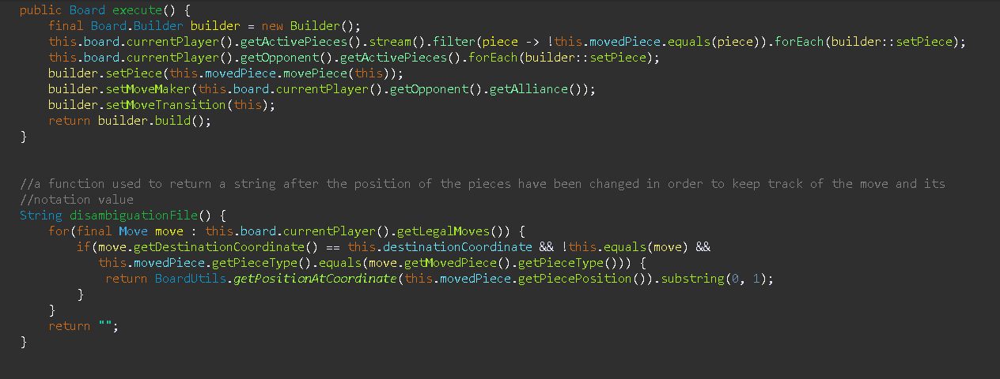 public Board execute() {
    final Board.Builder builder = new Builder();
    this.board.currentPlayer().getActivePieces().stream().filter(piece -> !this.movedPiece.equals(piece)).forEach(builder::setPiece);
    this.board.currentPlayer().getOpponent().getActivePieces().forEach(builder::setPiece);
    builder.setPiece(this.movedPiece.movePiece(this));
    builder.setMoveMaker(this.board.currentPlayer().getOpponent().getAlliance());
    builder.setMoveTransition(this);
    return builder.build();
}
//a function used to return a string after the position of the pieces have been changed in order to keep track of the move and its
//notation value
String disambiguationFile() {
    for(final Move move : this.board.currentPlayer().getLegalMoves()) {
        if(move.getDestinationCoordinate() == this.destinationCoordinate && !this.equals(move) &&
           this.movedPiece.getPieceType().equals(move.getMovedPiece().getPieceType())) {
            return BoardUtils.getPositionAtCoordinate(this.movedPiece.getPiecePosition()).substring(0, 1);
        }
    }
    return "";
}